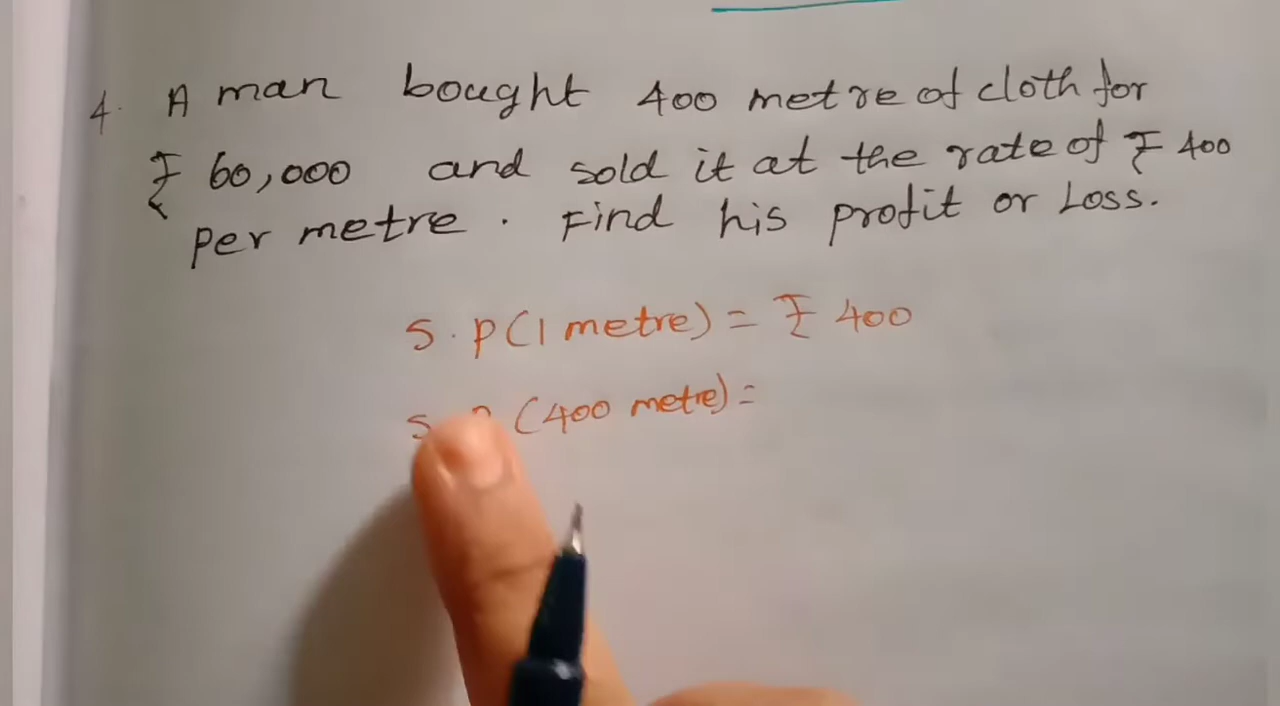 4. A man bought 400 metre of cloth for
₹ 60,000 and sold it at the rate of ₹ 400
per metre. Find his profit or Loss.
S.P(1 metre) = ₹ 400
S. (400 metre) =